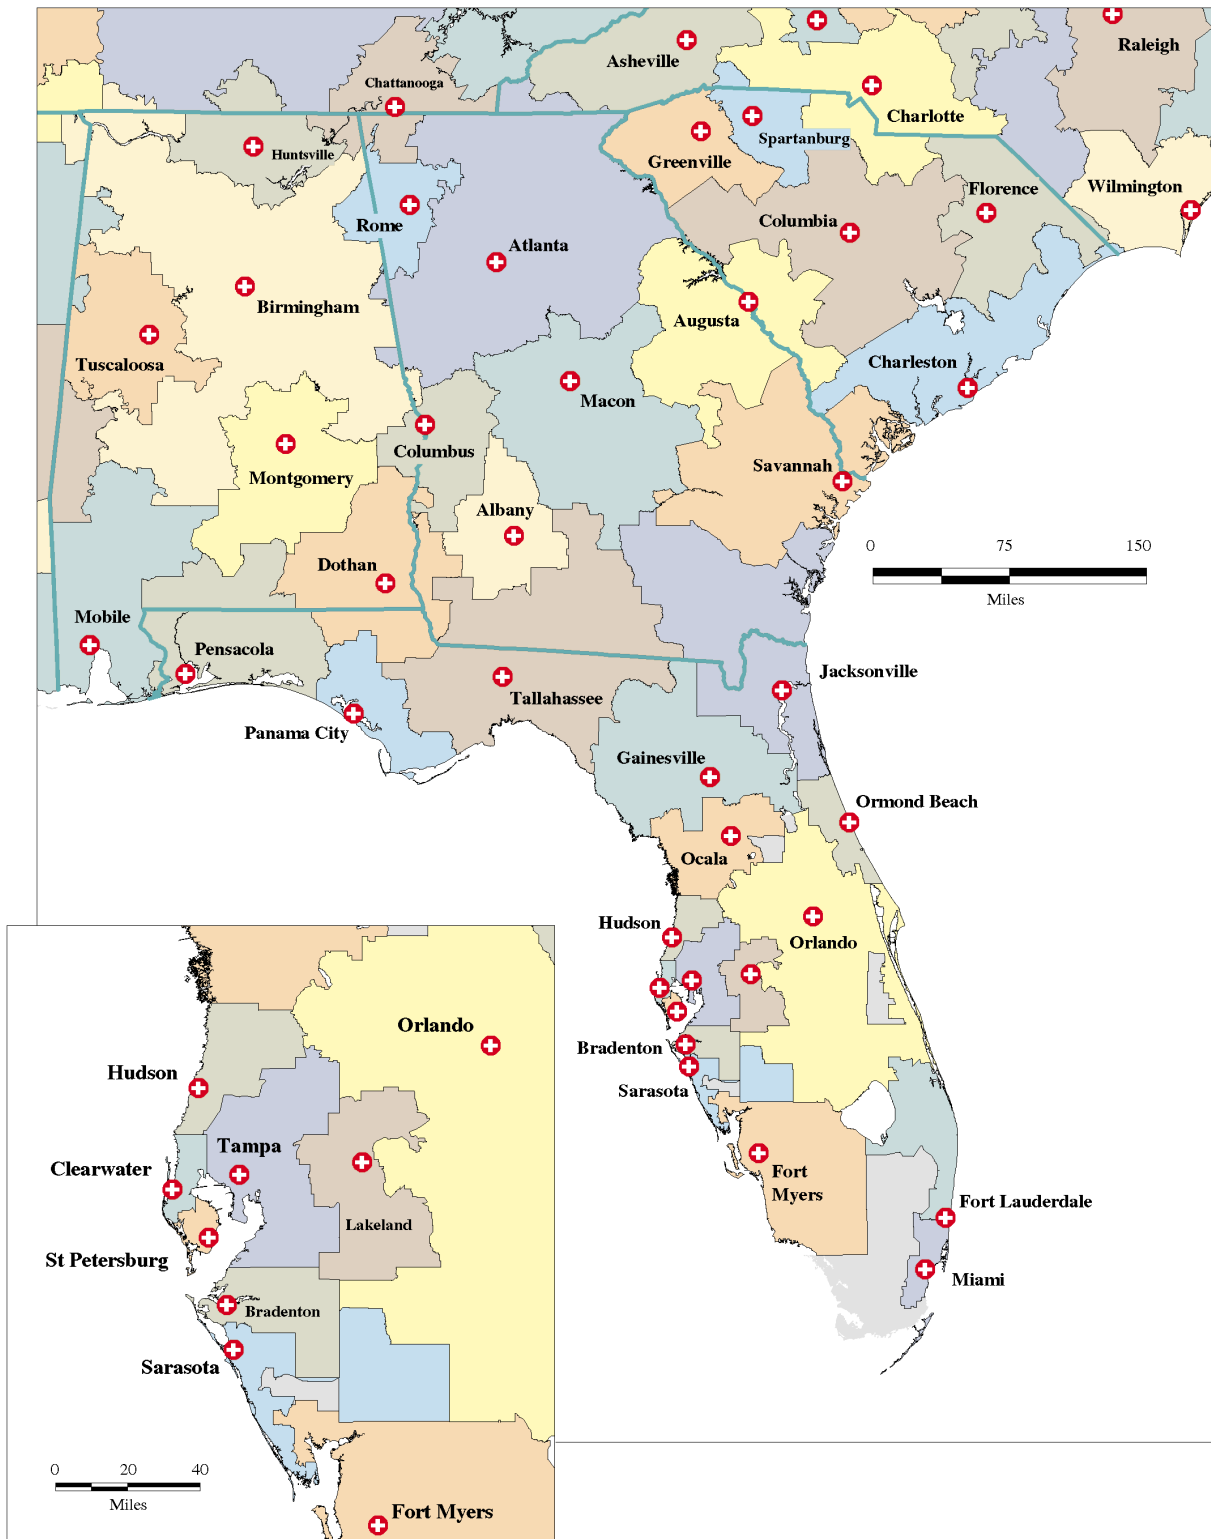 Raleigh
Asheville
Chattanooga
Charlotte
Spartanburg
Huntsville
Greenville
Florence
Wilmington
Rome
Columbia
Atlanta
Birmingham
Augusta
Tuscaloosa
Charleston
Macon
Columbus
Savannah
Montgomery
Albany
0 75 150
Miles
Dothan
Mobile
Pensacola
Jacksonville
Tallahassee
Panama City
Gainesville
Ormond Beach
Ocala
Hudson
Orlando
Bradenton
Sarasota
Fort
Myers
Fort Lauderdale
Miami
Orlando
Hudson
Tampa
Clearwater
Lakeland
St Petersburg
Bradenton
Sarasota
0 20 40
Miles
Fort Myers